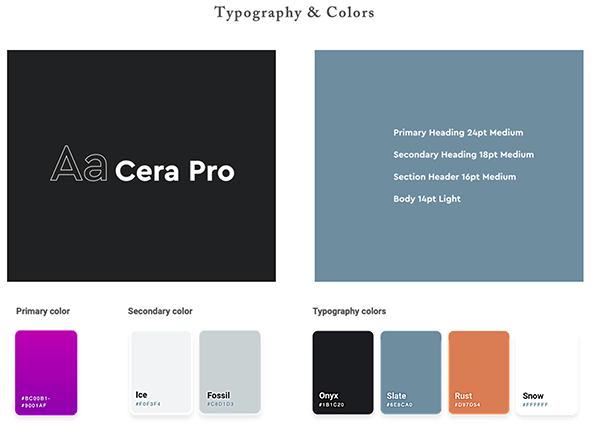 Typography & Colors
Aa Cera Pro
Primary Heading 24pt Medium
Secondary Heading 18pt Medium
Section Header 16pt Medium
Body 14pt Light
Primary color
Secondary color
Typography colors
#BC00B1-
#9001AF
Ice
#F0F3F4
Fossil
#C8D1D3
Onyx
#1B1C20
Slate
#6E8CA0
Rust
#D97D54
Snow
#FFFFFF